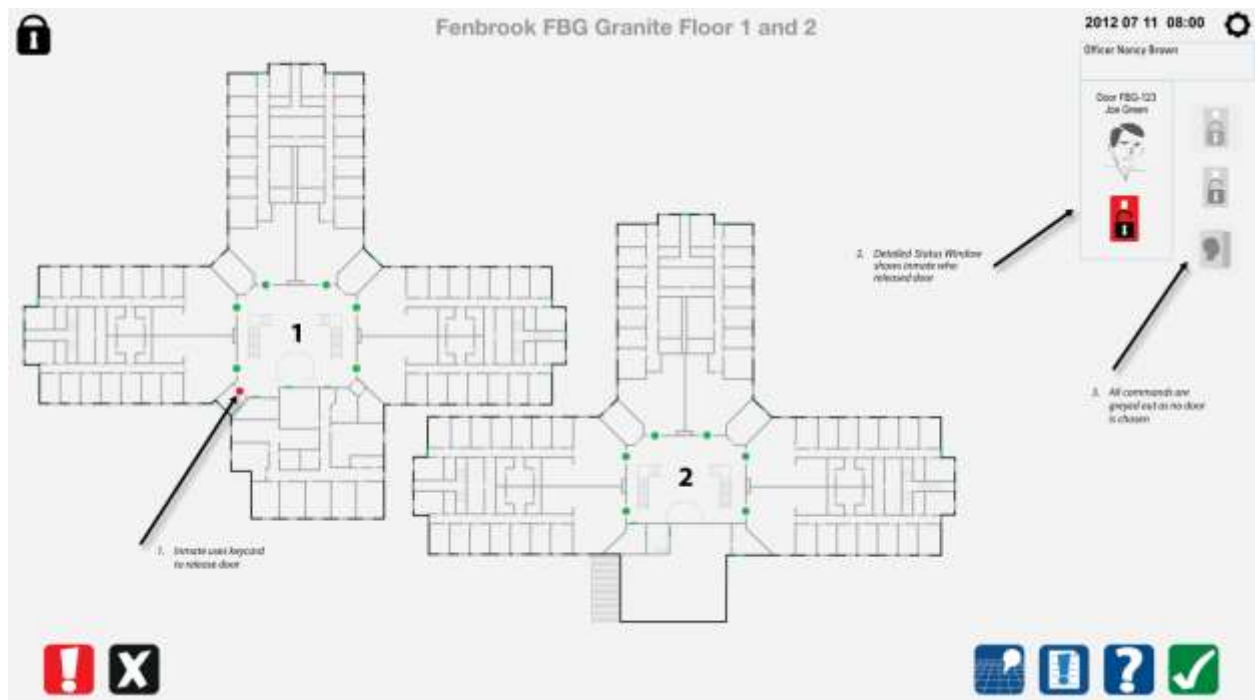 Fenbrook FBG Granite Floor 1 and 2
2012 07 11 08:00
Officer Nancy Brown
Door FBG-123
Joe Green
2. Detailed Status Window
shows inmate who
released door
1
3. All commands are
greyed out as no door
is chosen
2
1. Inmate uses keycard
to release door